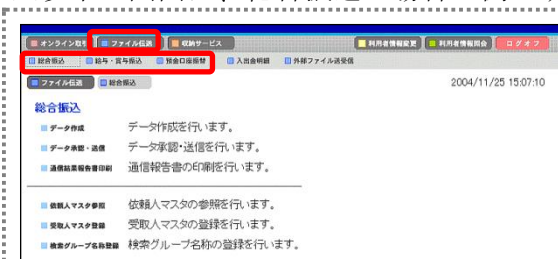 オンライン取引 ファイル伝送 収納サービス 利用者情報変更 利用者情報照会 ログオフ
総合振込 給与・賞与振込 預金口座振替 入出金明細 外部ファイル送受信
ファイル伝送 総合振込 2004/11/25 15:07:10
総合振込
データ作成 データ作成を行います。
データ承認・送信 データ承認・送信を行います。
通信結果報告書印刷 通信報告書の印刷を行います。
依頼人マスタ参照 依頼人マスタの参照を行います。
受取人マスタ登録 受取人マスタの登録を行います。
検索グループ名称登録 検索グループ名称の登録を行います。